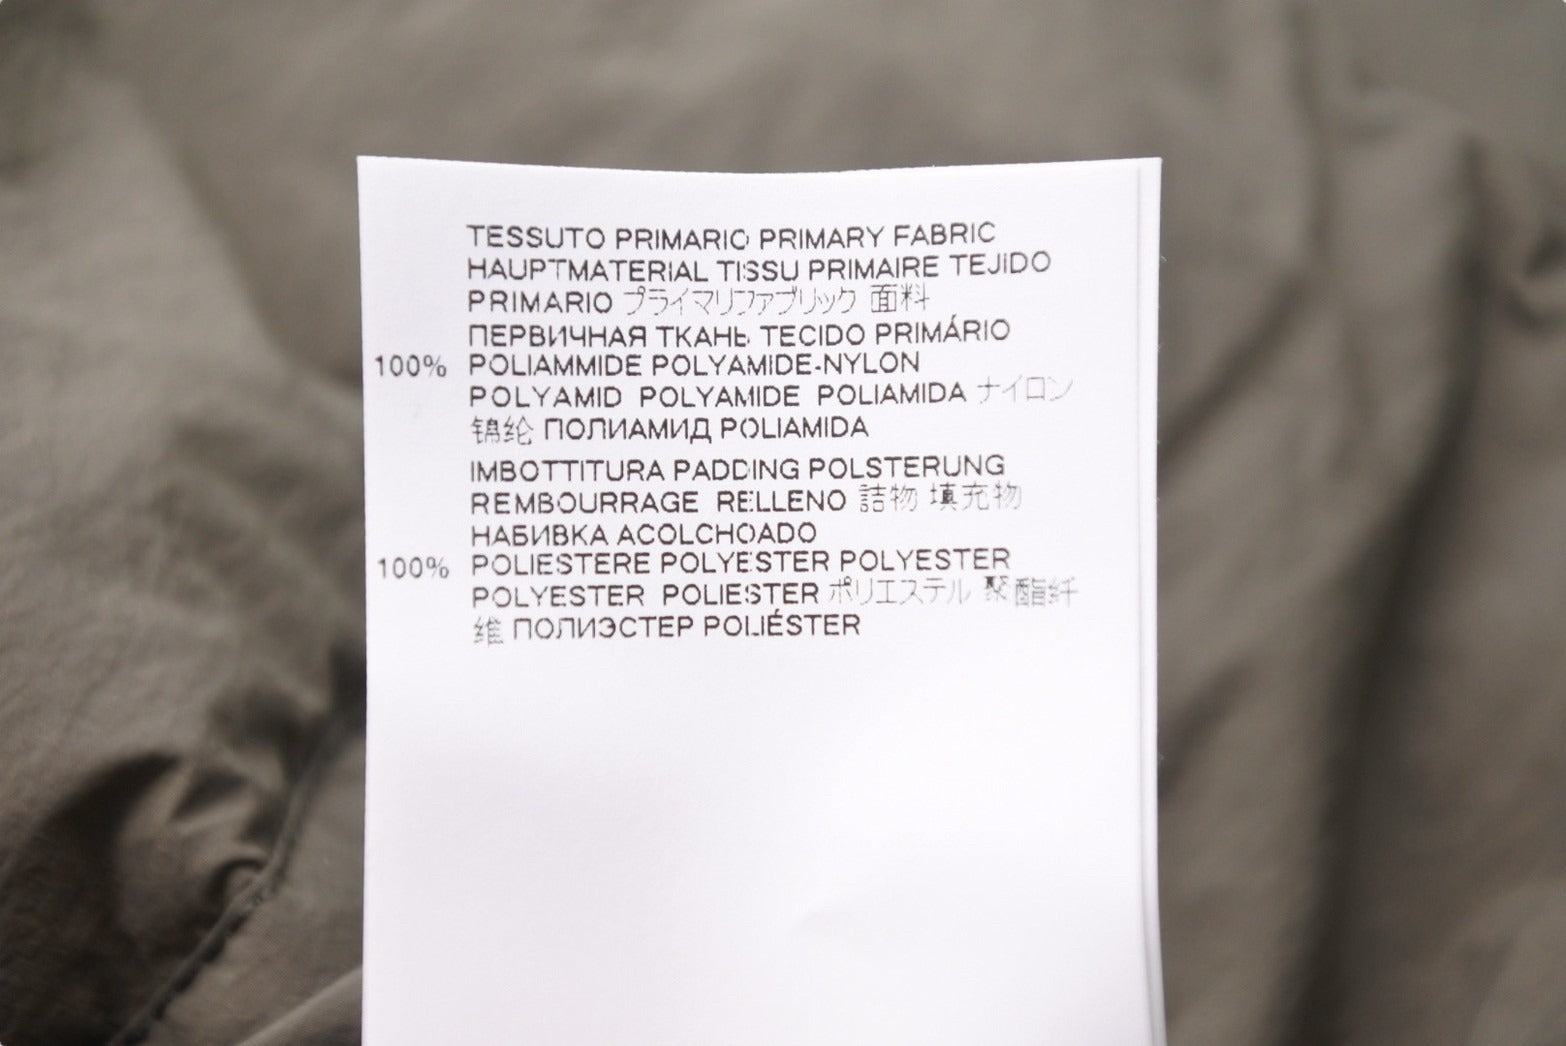 TESSUTO PRIMARIO PRIMARY FABRIC
HAUPTMATERIAL TISSU PRIMAIRE TEJIDO
PRIMARIO プライマリファブリック 面料
ПЕРВИЧНАЯ ТКАНЬ TECIDO PRIMÁRIO
100% POLIAMMIDE POLYAMIDE-NYLON
POLYAMID POLYAMIDE POLIAMIDA ナイロン
锦纶 ПОЛИАМИД POLIAMIDA
IMBOTTITURA PADDING POLSTERUNG
REMBOURRAGE RELLENO 詰物 填充物
НАБИВКА ACOLCHOADO
100% POLIESTERE POLYESTER POLYESTER
POLYESTER POLIESTER ポリエステル 聚酯纤
维 ПОЛИЭСТЕР POLIÉSTER